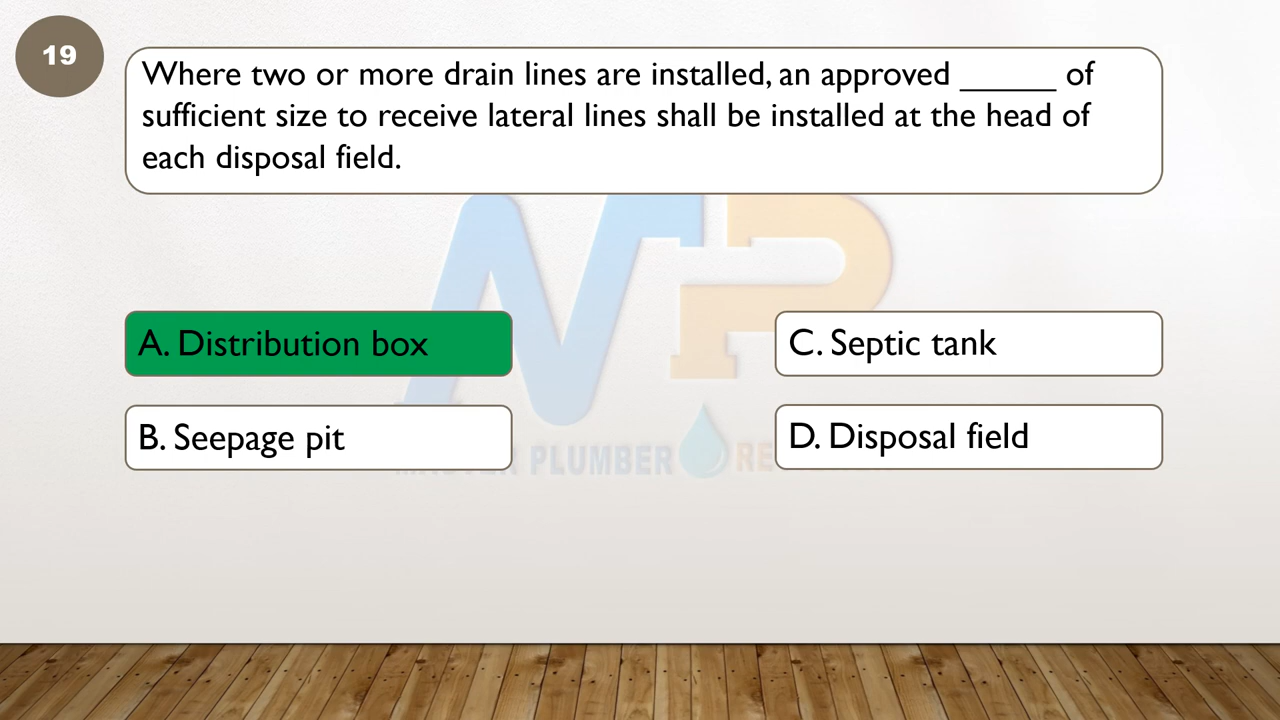 19
Where two or more drain lines are installed, an approved ______ of
sufficient size to receive lateral lines shall be installed at the head of
each disposal field.
A. Distribution box
C. Septic tank
B. Seepage pit
D. Disposal field
PLUMBER